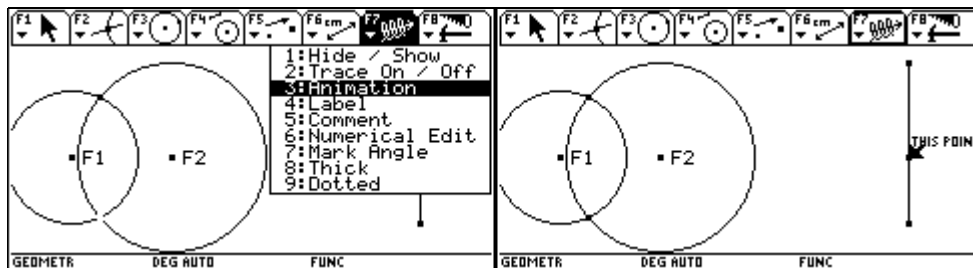 F1 F2 F3 F4 F5 F6 cm F7 F8
1:Hide / Show
2:Trace On / Off
3:Animation
4:Label
5:Comment
6:Numerical Edit
7:Mark Angle
8:Thick
9:Dotted
F1 F2
GEOMETR DEG AUTO FUNC
F1 F2 F3 F4 F5 F6 cm F7 F8
THIS POIN
F1 F2
GEOMETR DEG AUTO FUNC